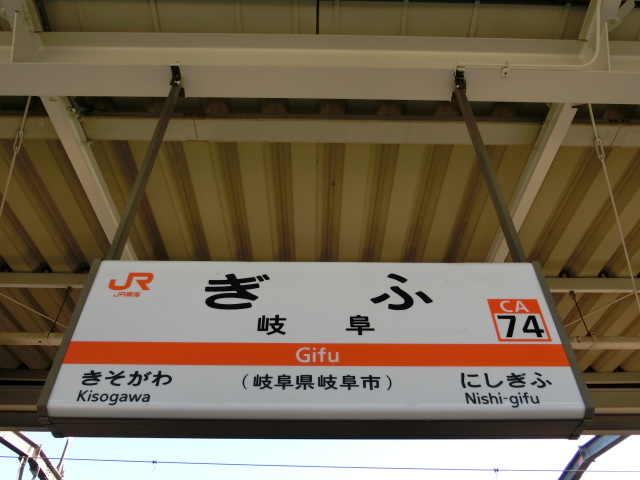 JR
JR東海
ぎふ
岐阜
CA
74
Gifu
きそがわ
Kisogawa
（岐阜県岐阜市）
にしぎふ
Nishi-gifu